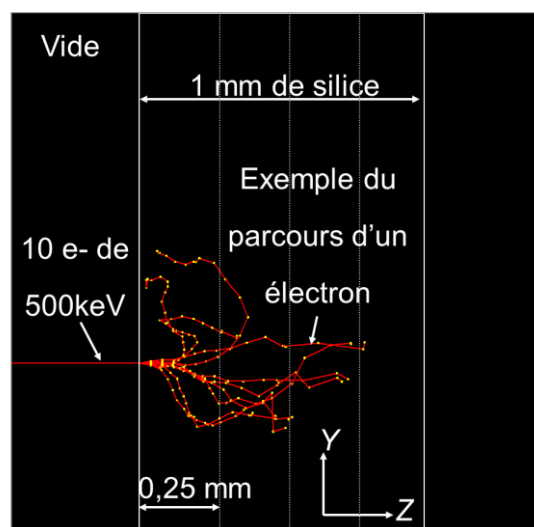 Vide
1 mm de silice
Exemple du
parcours d'un
électron
10 e- de
500keV
0,25 mm
Y
Z